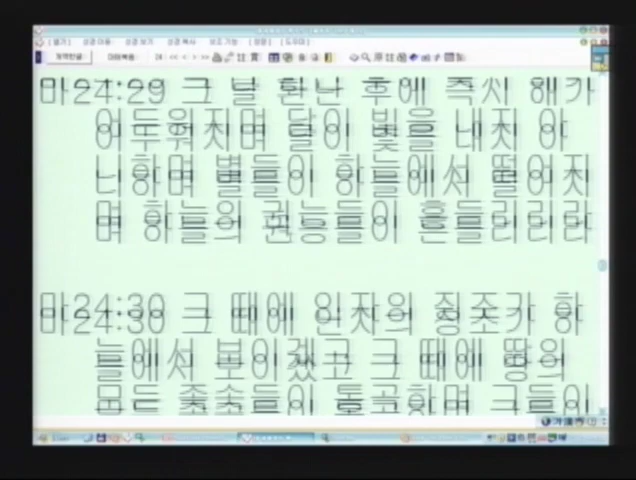 마24:29 그 날 환난 후에 즉시 해가
어두워지며 달이 빛을 내지 아
니하며 별들이 하늘에서 떨어지
며 하늘의 권능들이 흔들리리라
마24:30 그 때에 인자의 징조가 하
늘에서 보이겠고 그 때에 땅의
모든 족속들이 통곡하며 그들이